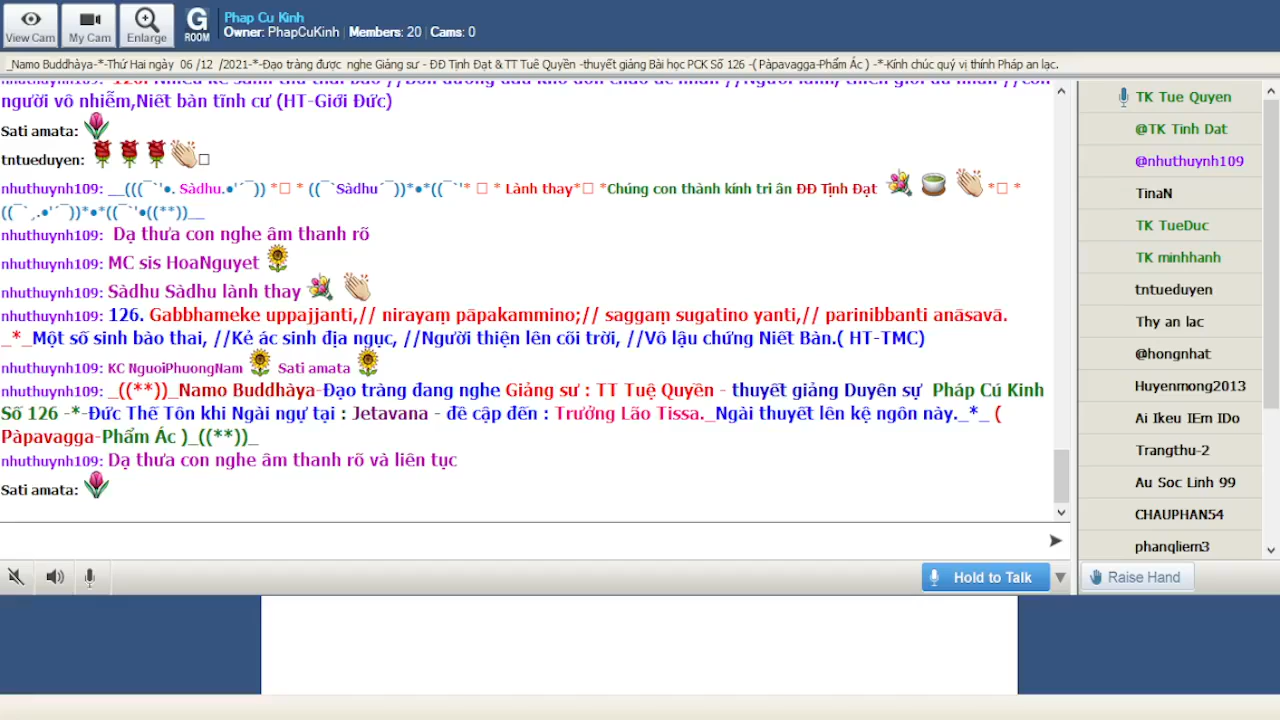 View Cam
My Cam
Enlarge
G
ROOM
Phap Cu Kinh
Owner: PhapCuKinh | Members: 20 | Cams: 0
_Namo Buddhàya-*-Thứ Hai ngày 06 /12 /2021-*-Đạo tràng được nghe Giảng sư - ĐĐ Tịnh Đạt & TT Tuệ Quyền -thuyết giảng Bài học PCK Số 126 -( Pàpavagga-Phẩm Ác ) -*-Kính chúc quý vị thính Pháp an lạc.
người vô nhiễm,Niết bàn tĩnh cư (HT-Giới Đức)
Sati amata:
tntueduyen:
nhuthuynh109: __(((¯`'•. Sàdhu.•'´¯)) *□ * ((¯`Sàdhu´¯))*•*((¯`'* □ * Lành thay*□ *Chúng con thành kính tri ân ĐĐ Tịnh Đạt *□ *
((¯`¸.•'´¯))*•*((¯`'•((**))__
nhuthuynh109: Dạ thưa con nghe âm thanh rõ
nhuthuynh109: MC sis HoaNguyet
nhuthuynh109: Sàdhu Sàdhu lành thay
nhuthuynh109: 126. Gabbhameke uppajjanti,// nirayaṃ pāpakammino;// saggaṃ sugatino yanti,// parinibbanti anāsavā.
_*_Một số sinh bào thai, //Kẻ ác sinh địa ngục, //Người thiện lên cõi trời, //Vô lậu chứng Niết Bàn.( HT-TMC)
nhuthuynh109: KC NguoiPhuongNam Sati amata
nhuthuynh109: _((**))_Namo Buddhàya-Đạo tràng đang nghe Giảng sư : TT Tuệ Quyền - thuyết giảng Duyên sự Pháp Cú Kinh
Số 126 -*-Đức Thế Tôn khi Ngài ngự tại : Jetavana - đề cập đến : Trưởng Lão Tissa._Ngài thuyết lên kệ ngôn này._*_ (
Pàpavagga-Phẩm Ác )_((**))_
nhuthuynh109: Dạ thưa con nghe âm thanh rõ và liên tục
Sati amata:
Hold to Talk
TK Tue Quyen
@TK Tinh Dat
@nhuthuynh109
TinaN
TK TueDuc
TK minhhanh
tntueduyen
Thy an lac
@hongnhat
Huyenmong2013
Ai Ikeu IEm IDo
Trangthu-2
Au Soc Linh 99
CHAUPHAN54
phanqliem3
Raise Hand